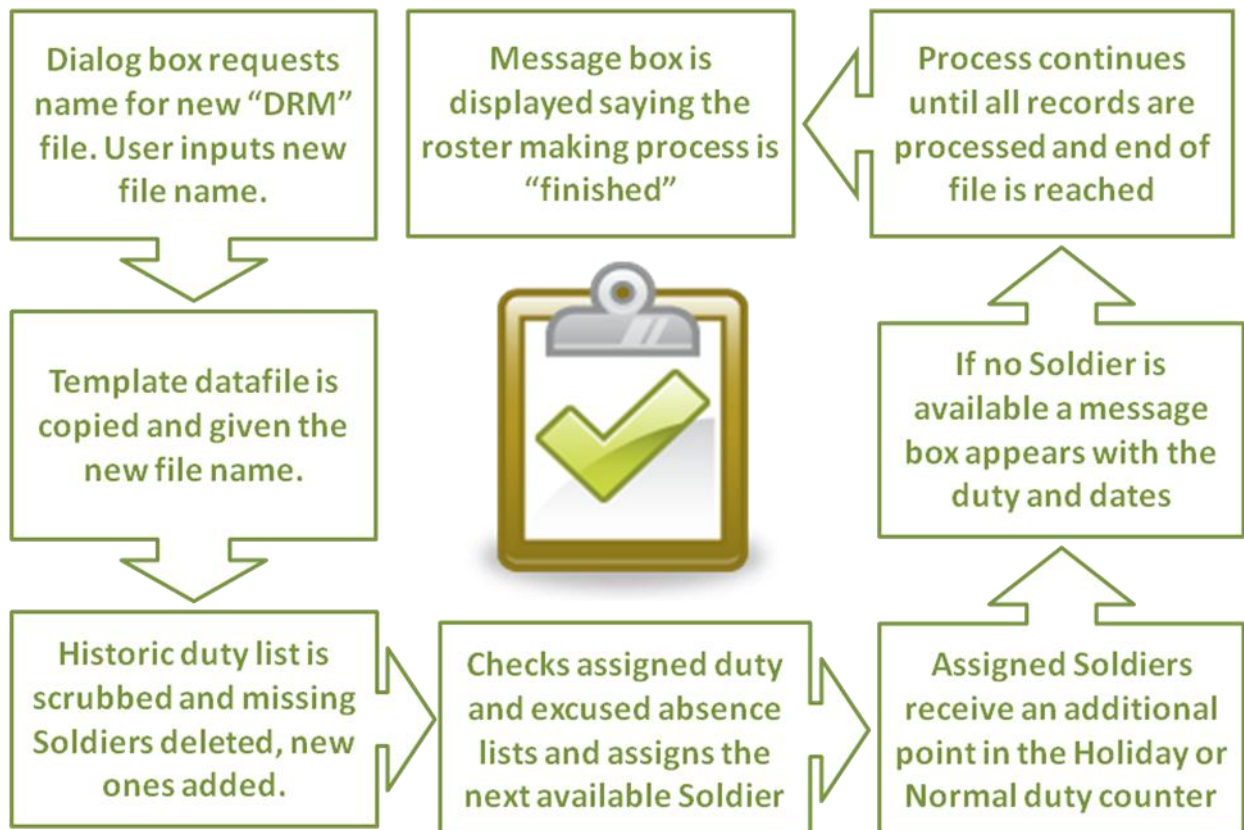 Dialog box requests
name for new “DRM”
file. User inputs new
file name.
Template datafile is
copied and given the
new file name.
Historic duty list is
scrubbed and missing
Soldiers deleted, new
ones added.
Checks assigned duty
and excused absence
lists and assigns the
next available Soldier
Assigned Soldiers
receive an additional
point in the Holiday or
Normal duty counter
If no Soldier is
available a message
box appears with the
duty and dates
Process continues
until all records are
processed and end of
file is reached
Message box is
displayed saying the
roster making process is
“finished”